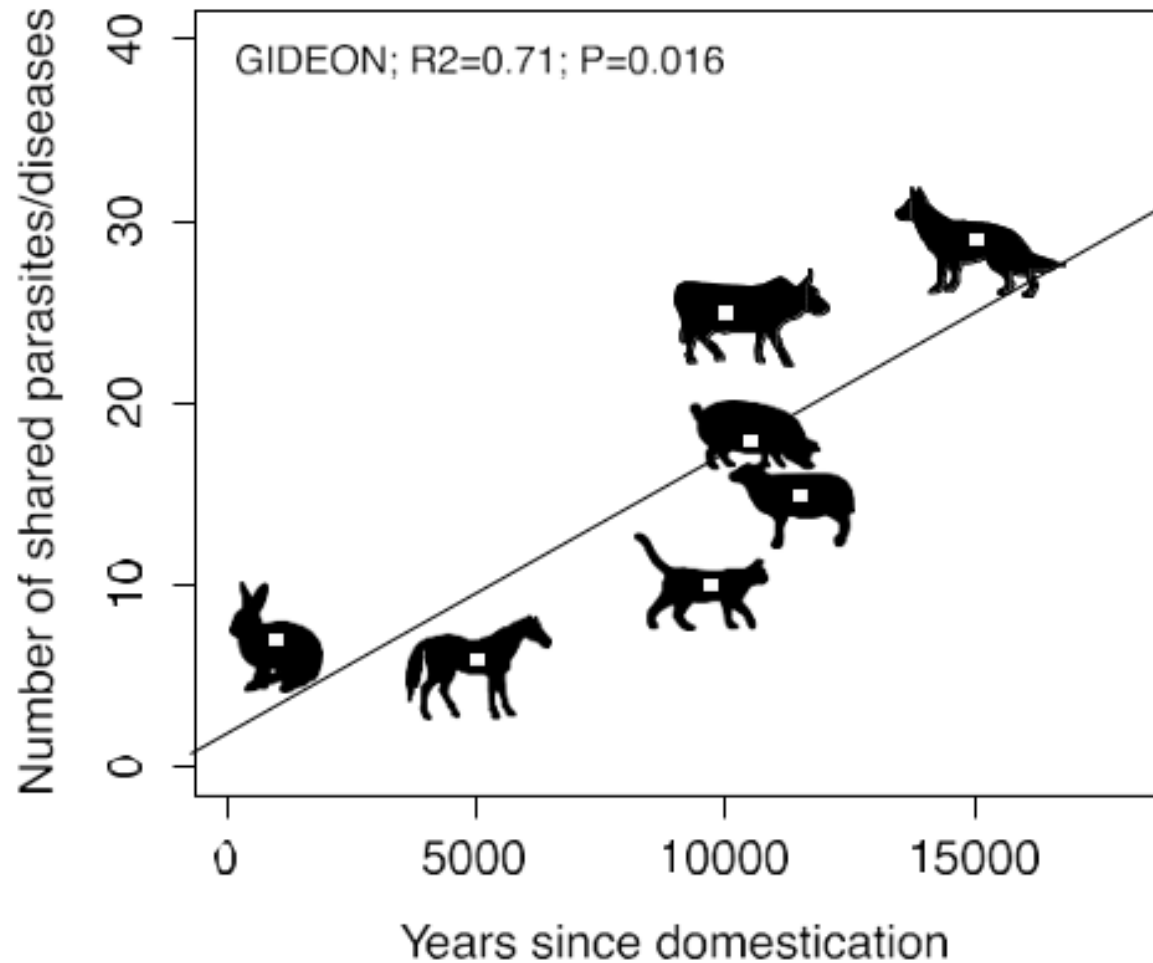 GIDEON; R2=0.71; P=0.016
Number of shared parasites/diseases
40
30
20
10
0
0 5000 10000 15000
Years since domestication